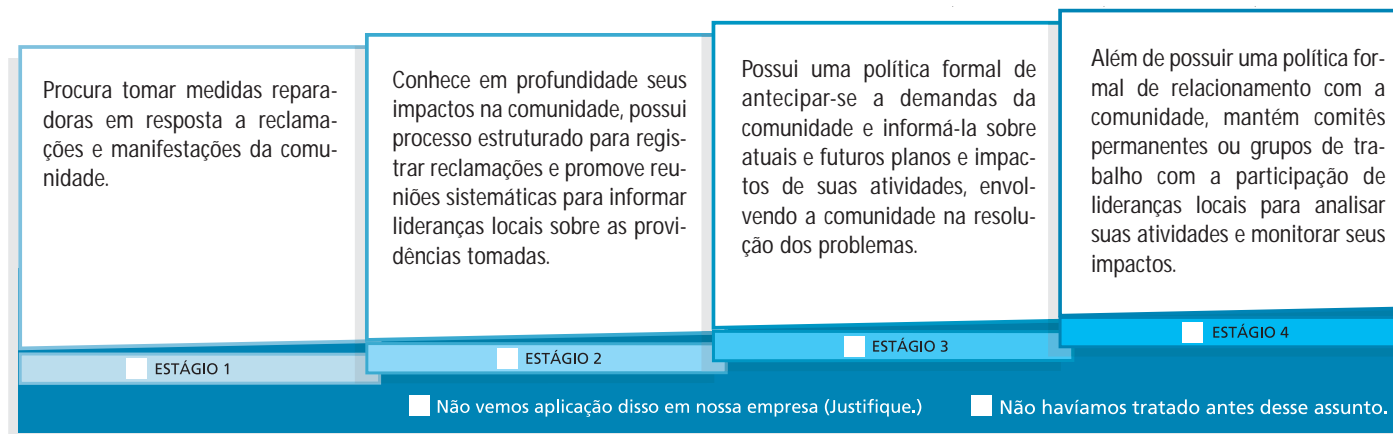 Procura tomar medidas repara-
doras em resposta a reclama-
ções e manifestações da comu-
nidade.
ESTÁGIO 1
Conhece em profundidade seus
impactos na comunidade, possui
processo estruturado para regis-
trar reclamações e promove reu-
niões sistemáticas para informar
lideranças locais sobre as provi-
dências tomadas.
ESTÁGIO 2
Possui uma política formal de
antecipar-se a demandas da
comunidade e informá-la sobre
atuais e futuros planos e impac-
tos de suas atividades, envol-
vendo a comunidade na resolu-
ção dos problemas.
ESTÁGIO 3
Além de possuir uma política for-
mal de relacionamento com a
comunidade, mantém comitês
permanentes ou grupos de tra-
balho com a participação de
lideranças locais para analisar
suas atividades e monitorar seus
impactos.
ESTÁGIO 4
Não vemos aplicação disso em nossa empresa (Justifique.)
Não havíamos tratado antes desse assunto.